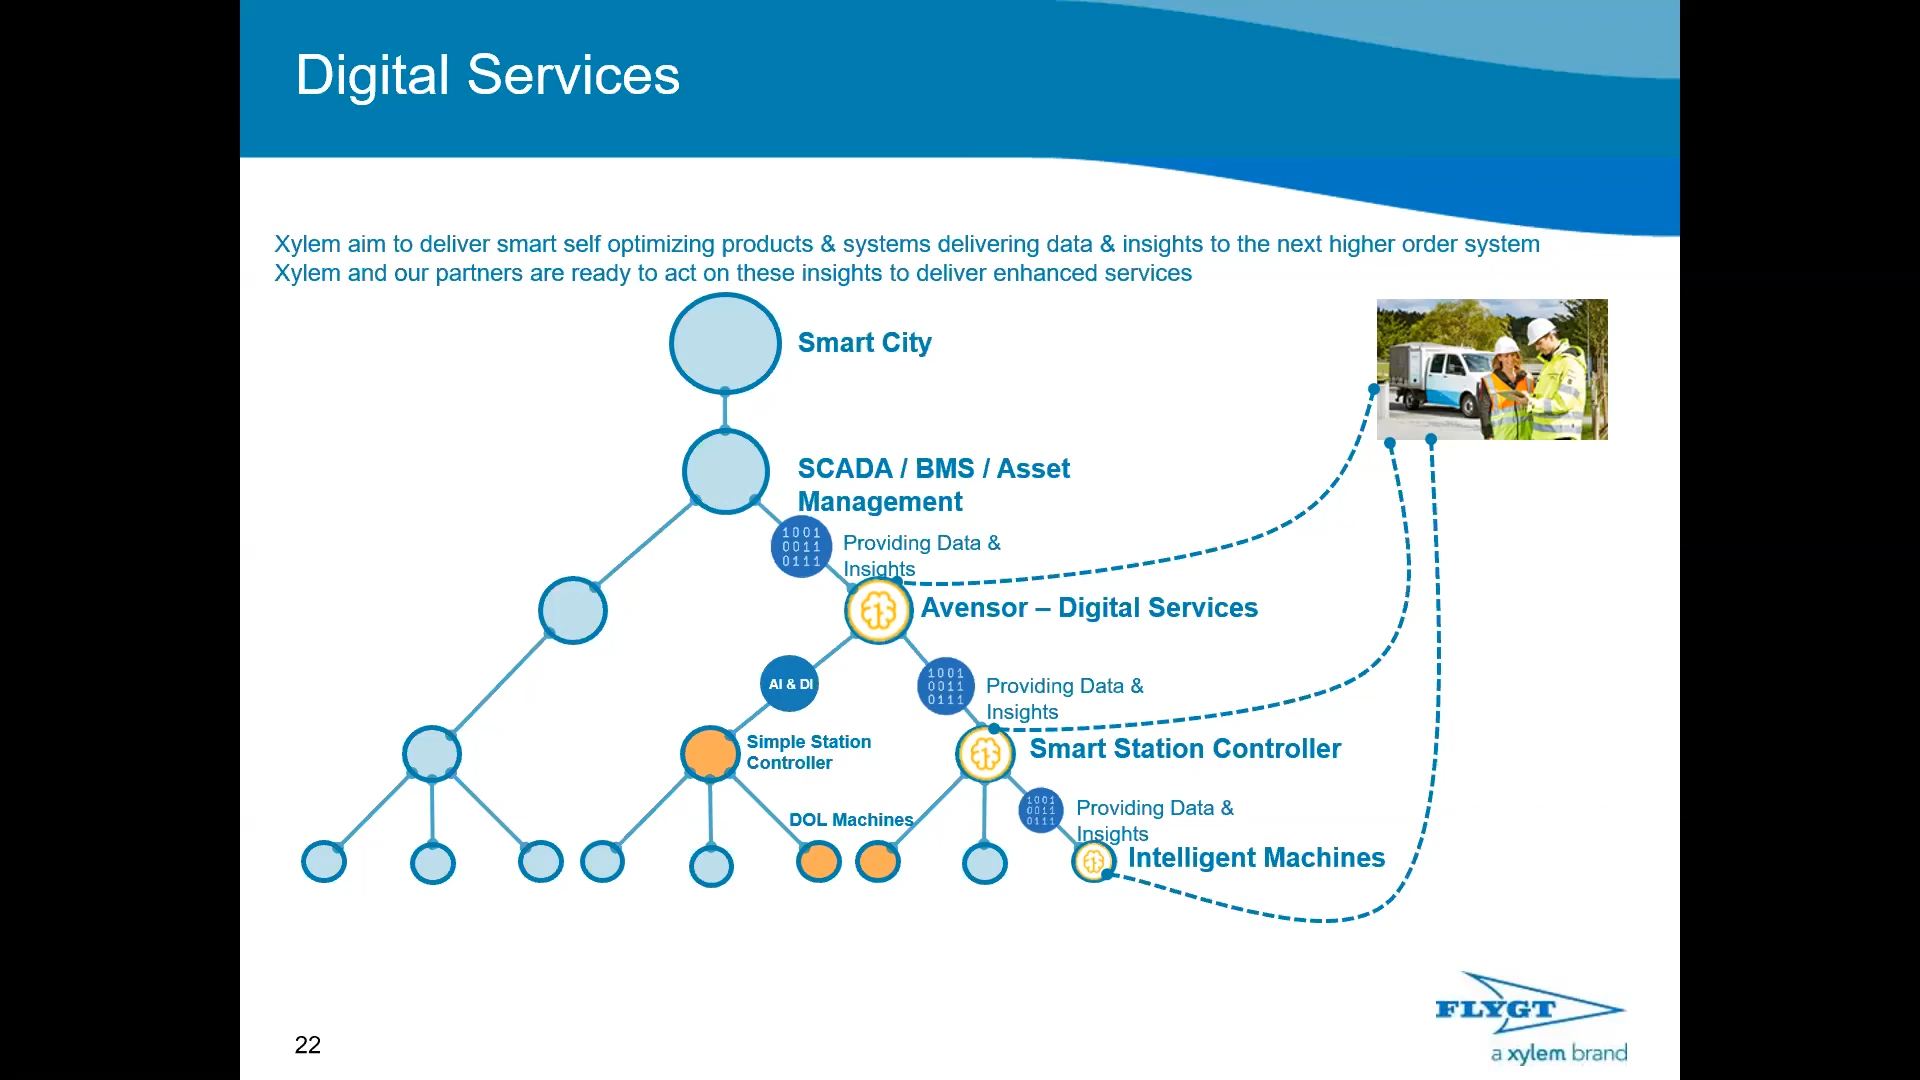 Digital Services
Xylem aim to deliver smart self optimizing products & systems delivering data & insights to the next higher order system
Xylem and our partners are ready to act on these insights to deliver enhanced services
Smart City
SCADA / BMS / Asset
Management
1001
0011
0111
Providing Data &
Insights
Avensor – Digital Services
AI & DI
1001
0011
0111
Providing Data &
Insights
Simple Station
Controller
Smart Station Controller
DOL Machines
1001
0011
0111
Providing Data &
Insights
Intelligent Machines
FLYGT
a xylem brand
22